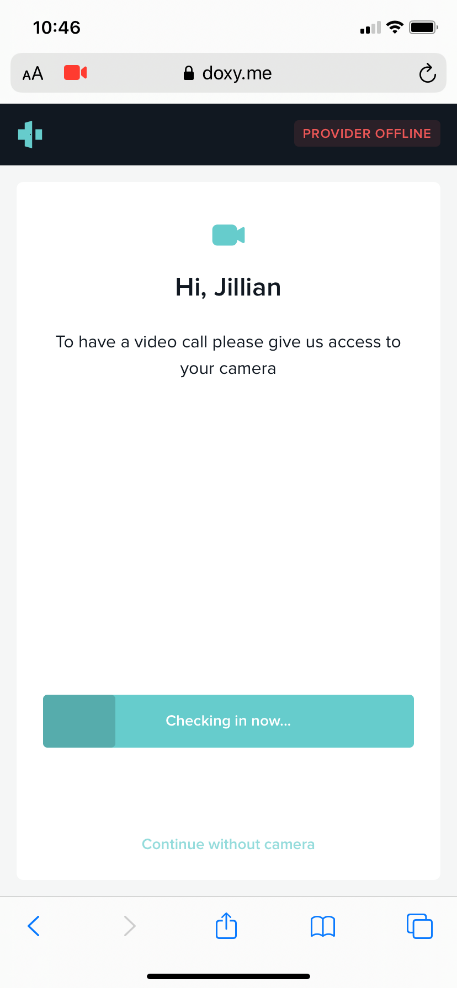 10:46
AA
doxy.me
PROVIDER OFFLINE
Hi, Jillian
To have a video call please give us access to
your camera
Checking in now...
Continue without camera